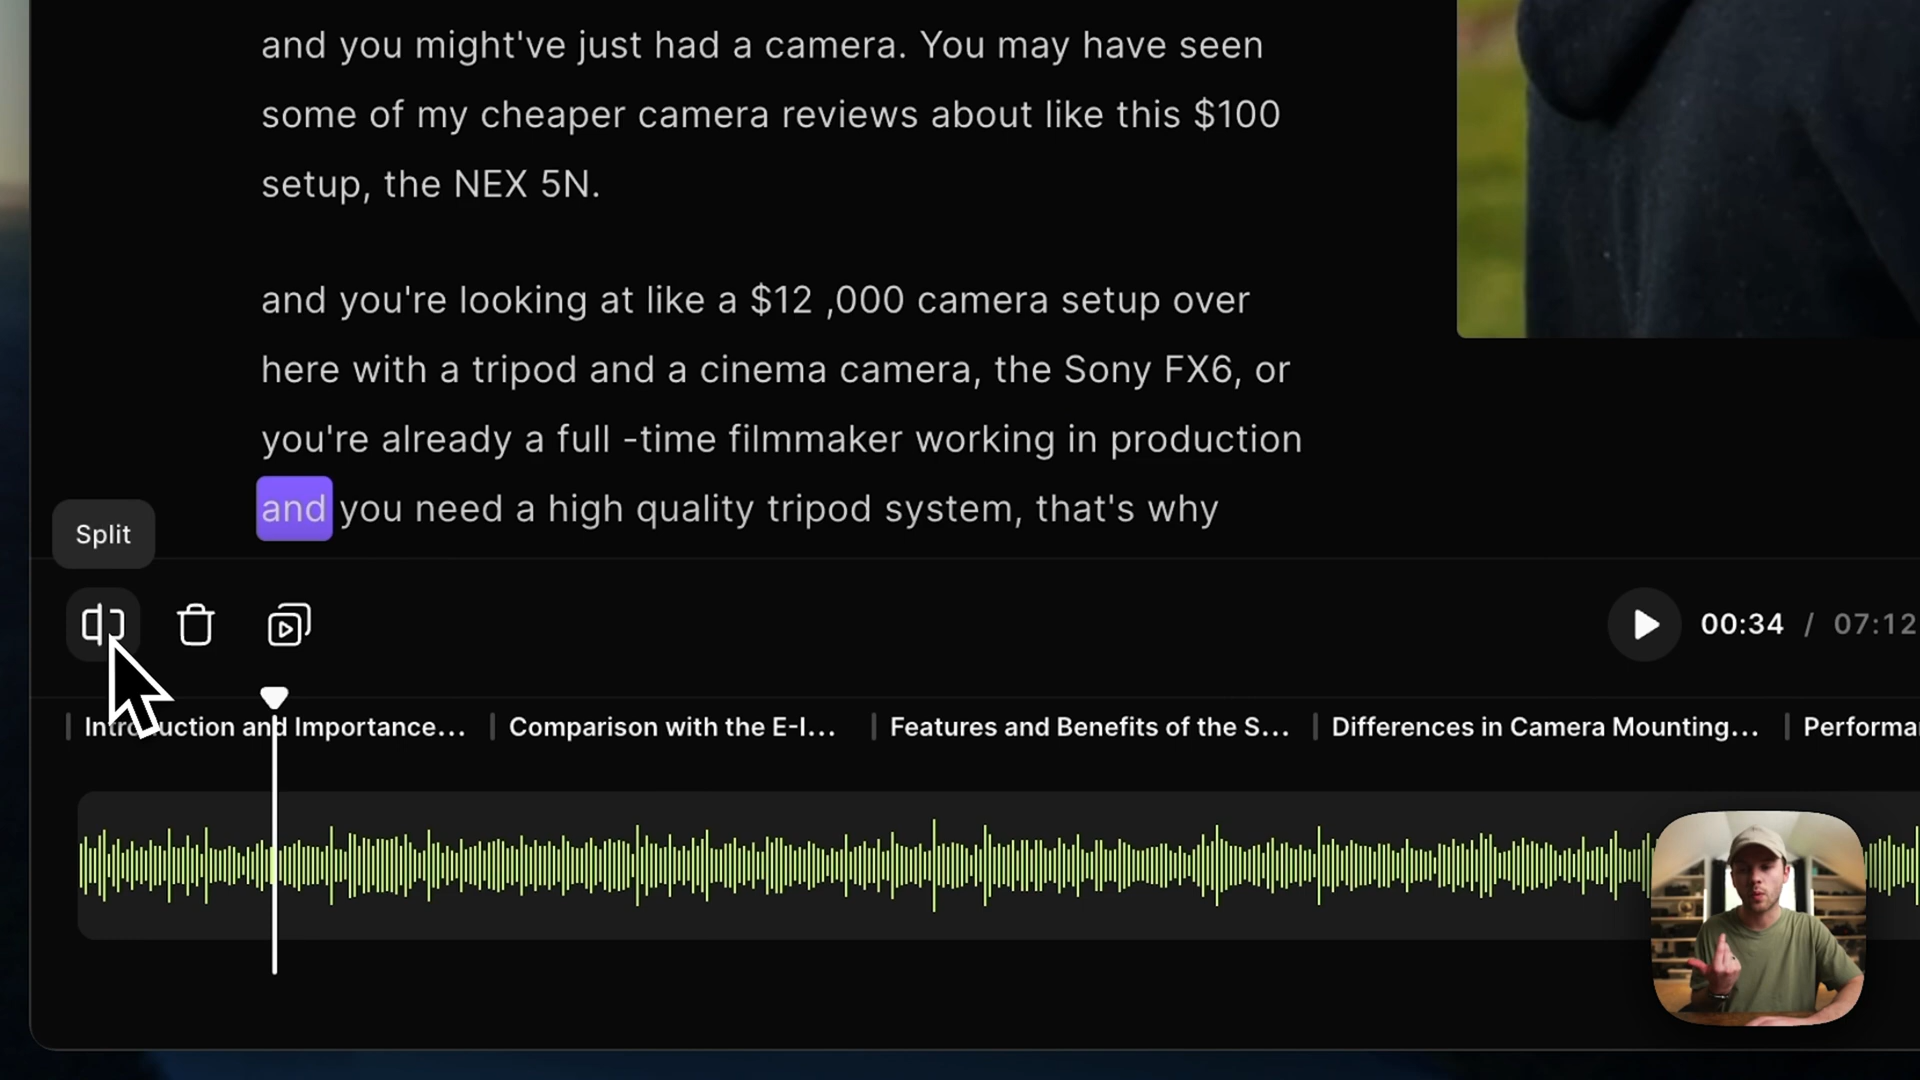 and you might've just had a camera. You may have seen
some of my cheaper camera reviews about like this $100
setup, the NEX 5N.
and you're looking at like a $12 ,000 camera setup over
here with a tripod and a cinema camera, the Sony FX6, or
you're already a full -time filmmaker working in production
and you need a high quality tripod system, that's why
Split
00:34 / 07:12
Introduction and Importance... Comparison with the E-I... Features and Benefits of the S... Differences in Camera Mounting... Performa